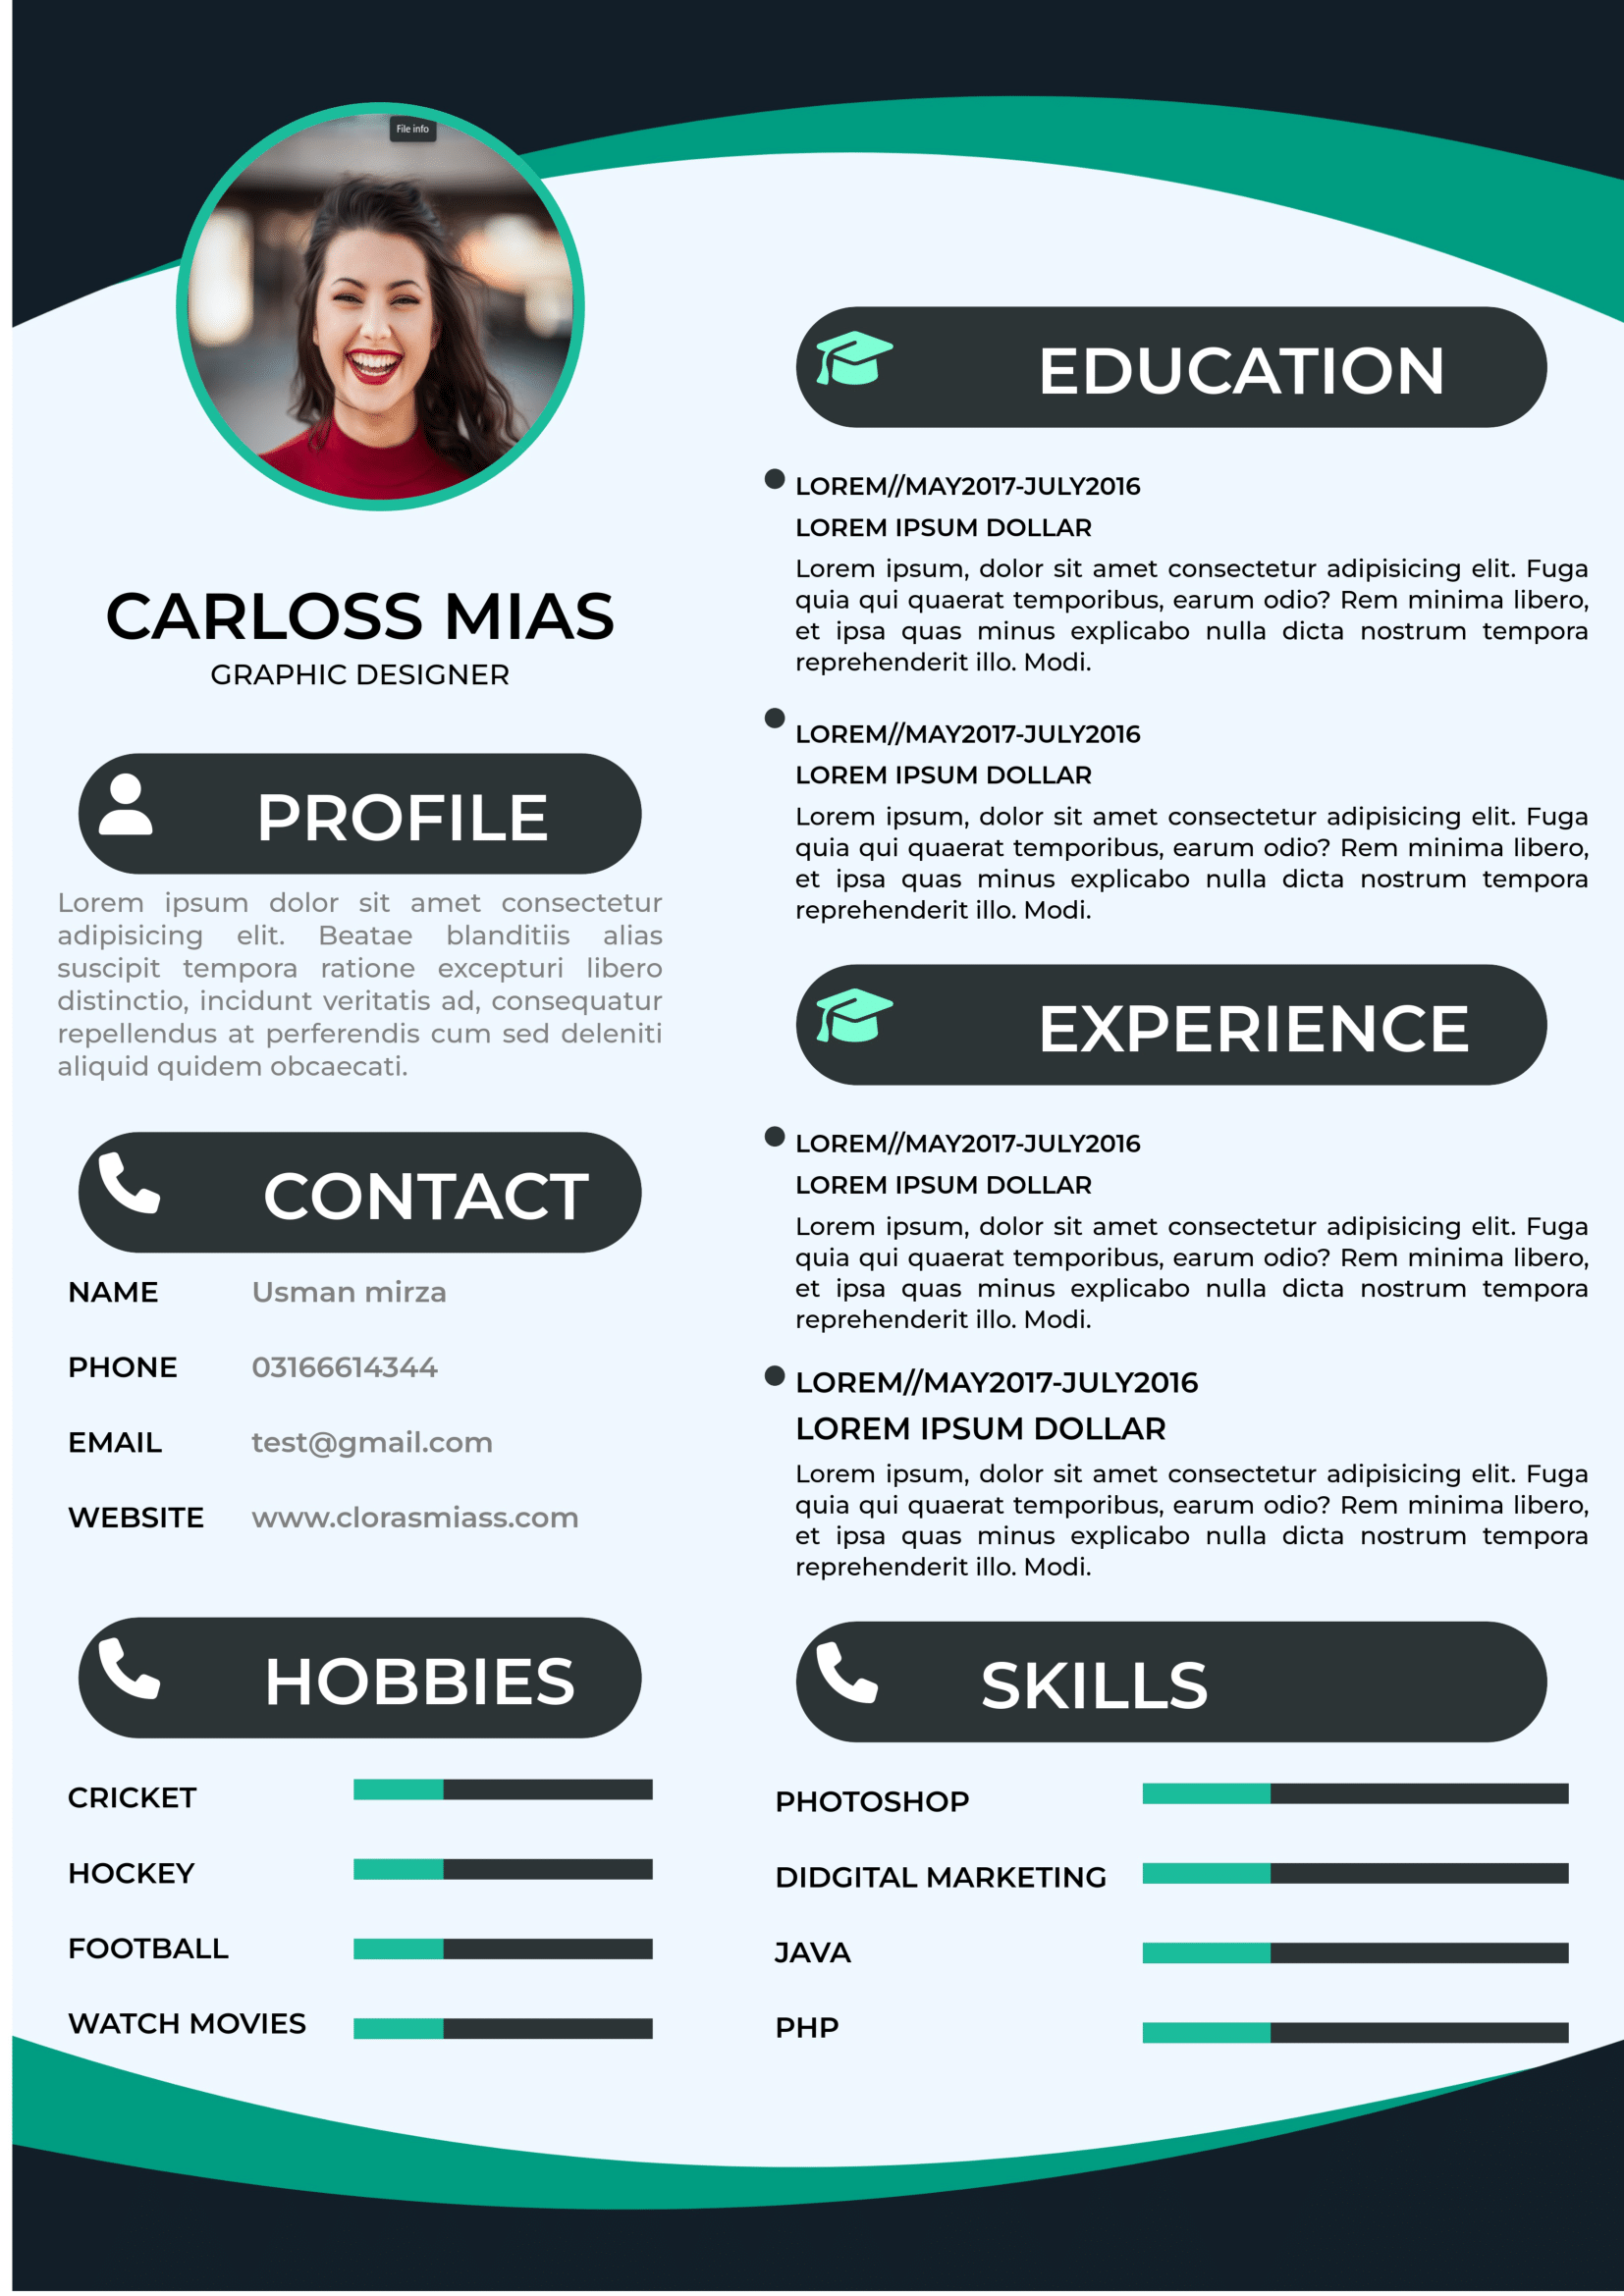 File info
CARLOSS MIAS
GRAPHIC DESIGNER
PROFILE
Lorem ipsum dolor sit amet consectetur
adipisicing elit. Beatae blanditiis alias
suscipit tempora ratione excepturi libero
distinctio, incidunt veritatis ad, consequatur
repellendus at perferendis cum sed deleniti
aliquid quidem obcaecati.
CONTACT
NAME Usman mirza
PHONE 03166614344
EMAIL test@gmail.com
WEBSITE www.clorasmiass.com
HOBBIES
CRICKET
HOCKEY
FOOTBALL
WATCH MOVIES
EDUCATION
LOREM//MAY2017-JULY2016
LOREM IPSUM DOLLAR
Lorem ipsum, dolor sit amet consectetur adipisicing elit. Fuga
quia qui quaerat temporibus, earum odio? Rem minima libero,
et ipsa quas minus explicabo nulla dicta nostrum tempora
reprehenderit illo. Modi.
LOREM//MAY2017-JULY2016
LOREM IPSUM DOLLAR
Lorem ipsum, dolor sit amet consectetur adipisicing elit. Fuga
quia qui quaerat temporibus, earum odio? Rem minima libero,
et ipsa quas minus explicabo nulla dicta nostrum tempora
reprehenderit illo. Modi.
EXPERIENCE
LOREM//MAY2017-JULY2016
LOREM IPSUM DOLLAR
Lorem ipsum, dolor sit amet consectetur adipisicing elit. Fuga
quia qui quaerat temporibus, earum odio? Rem minima libero,
et ipsa quas minus explicabo nulla dicta nostrum tempora
reprehenderit illo. Modi.
LOREM//MAY2017-JULY2016
LOREM IPSUM DOLLAR
Lorem ipsum, dolor sit amet consectetur adipisicing elit. Fuga
quia qui quaerat temporibus, earum odio? Rem minima libero,
et ipsa quas minus explicabo nulla dicta nostrum tempora
reprehenderit illo. Modi.
SKILLS
PHOTOSHOP
DIDGITAL MARKETING
JAVA
PHP